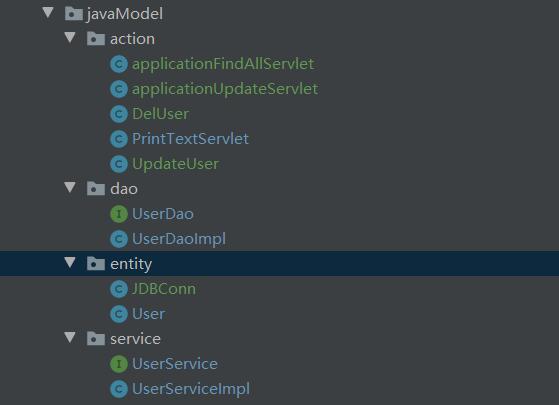 javaModel
action
C applicationFindAllServlet
C applicationUpdateServlet
C DelUser
C PrintTextServlet
C UpdateUser
dao
I UserDao
C UserDaoImpl
entity
C JDBConn
C User
service
I UserService
C UserServiceImpl